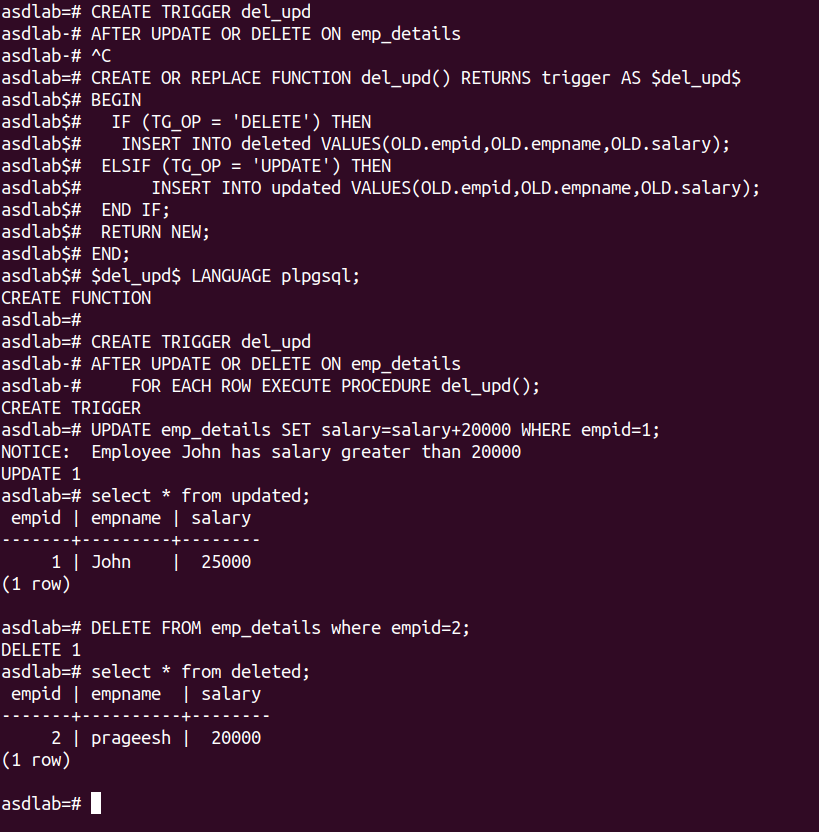 asdlab=# CREATE TRIGGER del_upd
asdlab-# AFTER UPDATE OR DELETE ON emp_details
asdlab-# ^C
asdlab=# CREATE OR REPLACE FUNCTION del_upd() RETURNS trigger AS $del_upd$
asdlab$# BEGIN
asdlab$#   IF (TG_OP = 'DELETE') THEN
asdlab$#    INSERT INTO deleted VALUES(OLD.empid,OLD.empname,OLD.salary);
asdlab$#  ELSIF (TG_OP = 'UPDATE') THEN
asdlab$#       INSERT INTO updated VALUES(OLD.empid,OLD.empname,OLD.salary);
asdlab$#  END IF;
asdlab$#  RETURN NEW;
asdlab$# END;
asdlab$# $del_upd$ LANGUAGE plpgsql;
CREATE FUNCTION
asdlab=#
asdlab=# CREATE TRIGGER del_upd
asdlab-# AFTER UPDATE OR DELETE ON emp_details
asdlab-#     FOR EACH ROW EXECUTE PROCEDURE del_upd();
CREATE TRIGGER
asdlab=# UPDATE emp_details SET salary=salary+20000 WHERE empid=1;
NOTICE:  Employee John has salary greater than 20000
UPDATE 1
asdlab=# select * from updated;
 empid | empname | salary
-------+---------+--------
     1 | John    |  25000
(1 row)

asdlab=# DELETE FROM emp_details where empid=2;
DELETE 1
asdlab=# select * from deleted;
 empid | empname  | salary
-------+----------+--------
     2 | prageesh |  20000
(1 row)

asdlab=#